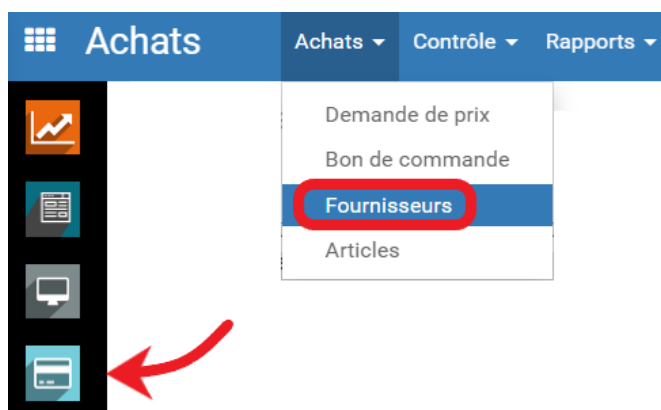 Achats Achats Contrôle Rapports
Demande de prix
Bon de commande
Fournisseurs
Articles